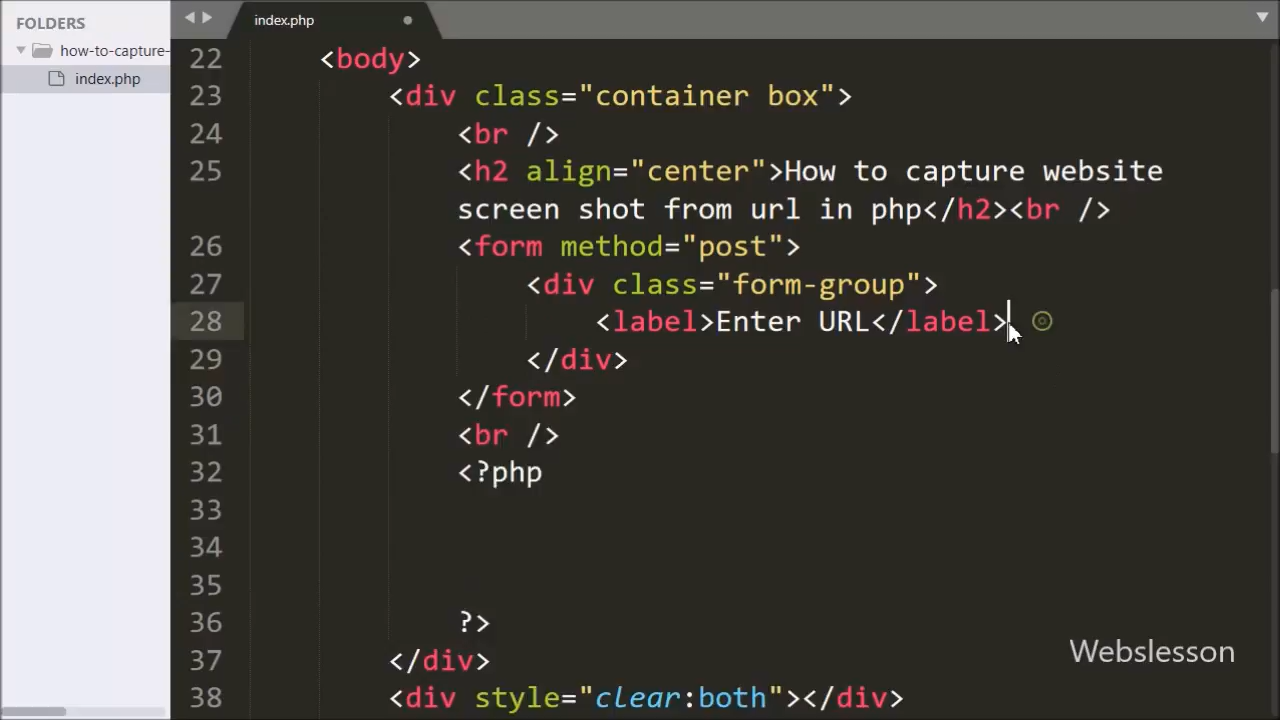 FOLDERS
how-to-capture-
index.php
index.php
22 <body>
23 <div class="container box">
24 <br />
25 <h2 align="center">How to capture website
screen shot from url in php</h2><br />
26 <form method="post">
27 <div class="form-group">
28 <label>Enter URL</label>
29 </div>
30 </form>
31 <br />
32 <?php
33
34
35
36 ?>
37 </div>
38 <div style="clear:both"></div>
Webslesson